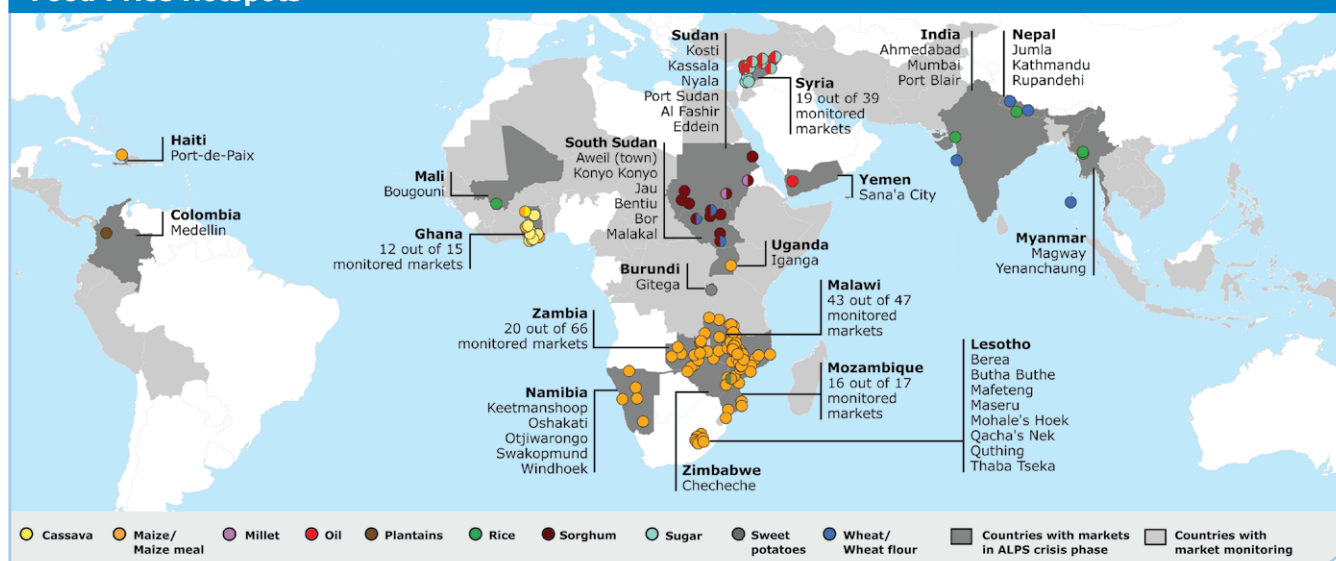 Food Price Hotspots
Haiti
Port-de-Paix
Colombia
Medellin
Mali
Bougouni
Ghana
12 out of 15
monitored markets
Sudan
Kosti
Kassala
Nyala
Port Sudan
Al Fashir
Eddein
South Sudan
Aweil (town)
Konyo Konyo
Jau
Bentiu
Bor
Malakal
Syria
19 out of 39
monitored
markets
India
Ahmedabad
Mumbai
Port Blair
Nepal
Jumla
Kathmandu
Rupandehi
Yemen
Sana'a City
Myanmar
Magway
Yenanchaung
Uganda
Iganga
Burundi
Gitega
Malawi
43 out of 47
monitored
markets
Zambia
20 out of 66
monitored markets
Mozambique
16 out of 17
monitored
markets
Namibia
Keetmanshoop
Oshakati
Otjiwarongo
Swakopmund
Windhoek
Zimbabwe
Checheche
Lesotho
Berea
Butha Buthe
Mafeteng
Maseru
Mohale's Hoek
Qacha's Nek
Quthing
Thaba Tseka
Cassava
Maize/
Maize meal
Millet
Oil
Plantains
Rice
Sorghum
Sugar
Sweet
potatoes
Wheat/
Wheat flour
Countries with markets
in ALPS crisis phase
Countries with
market monitoring